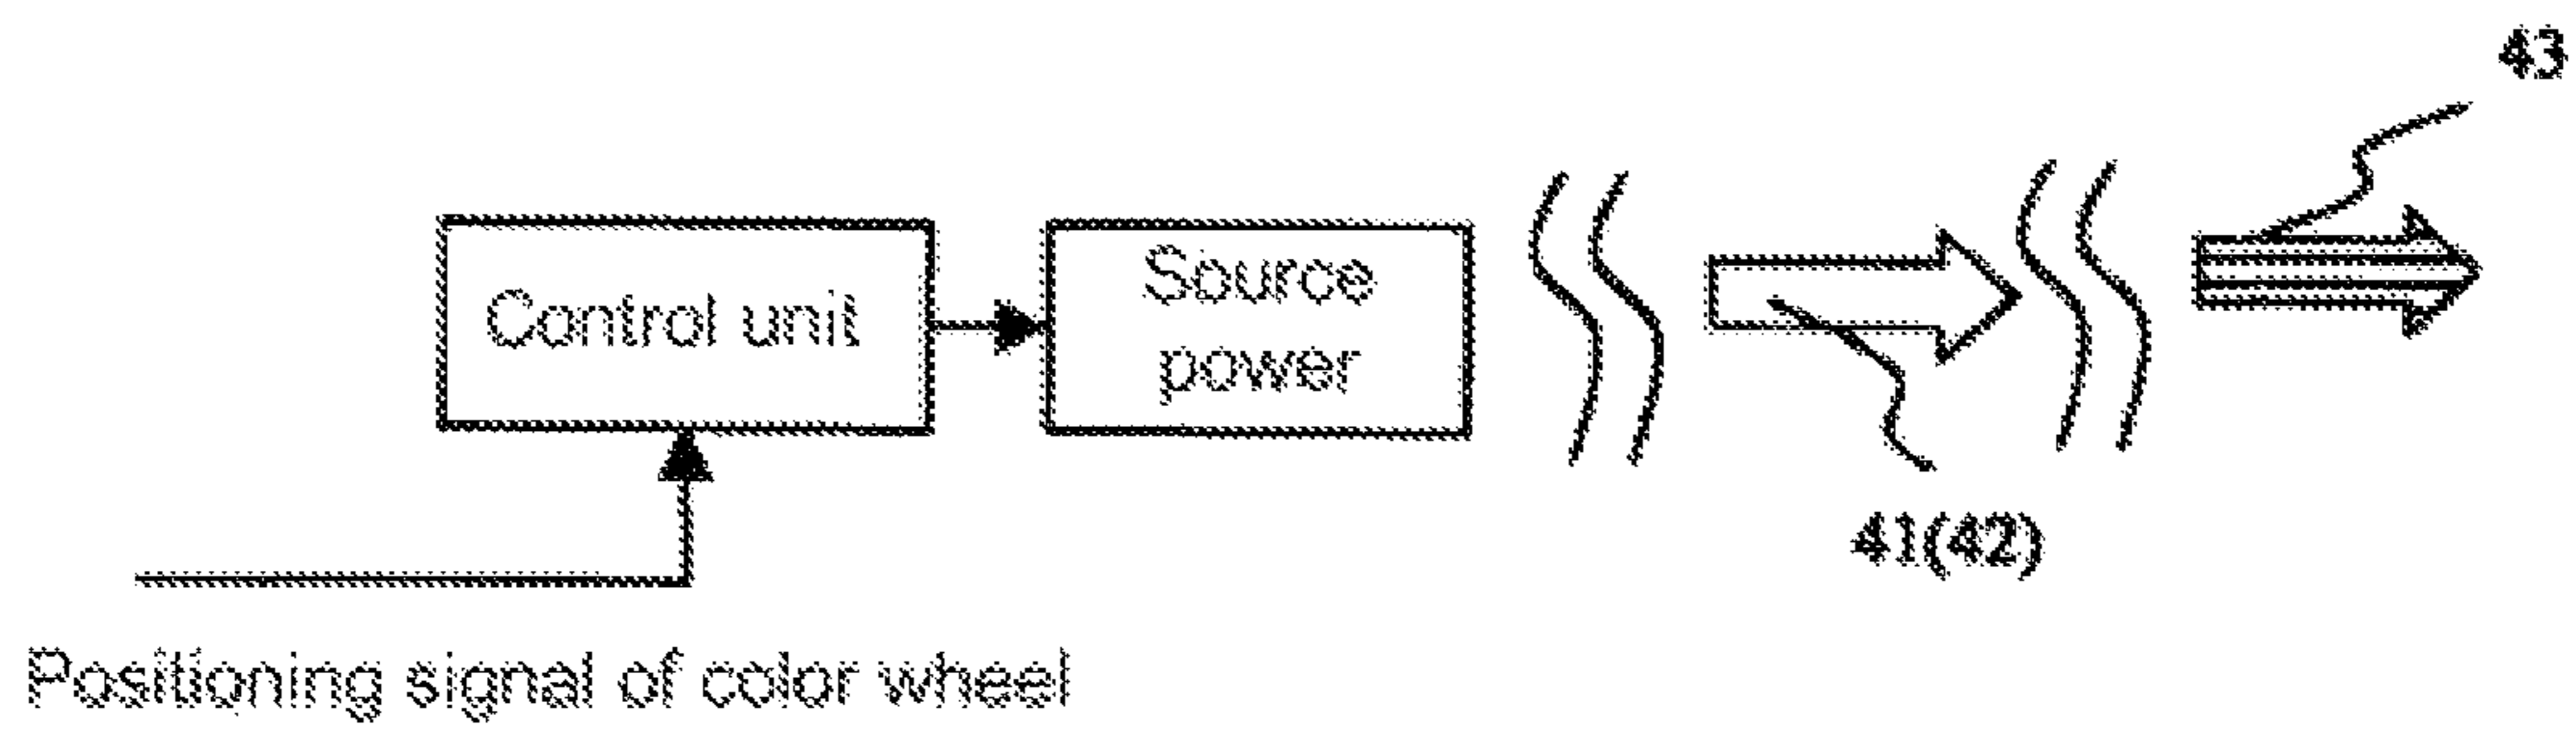 43
Control unit
Source
power
41(42)
Positioning signal of color wheel